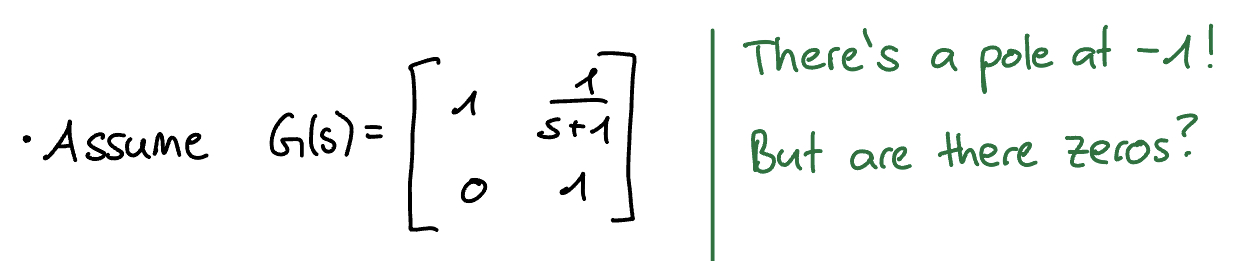 • Assume G(s) = [ 1 1/(s+1) ; 0 1 ]
There's a pole at -1!
But are there zeros?